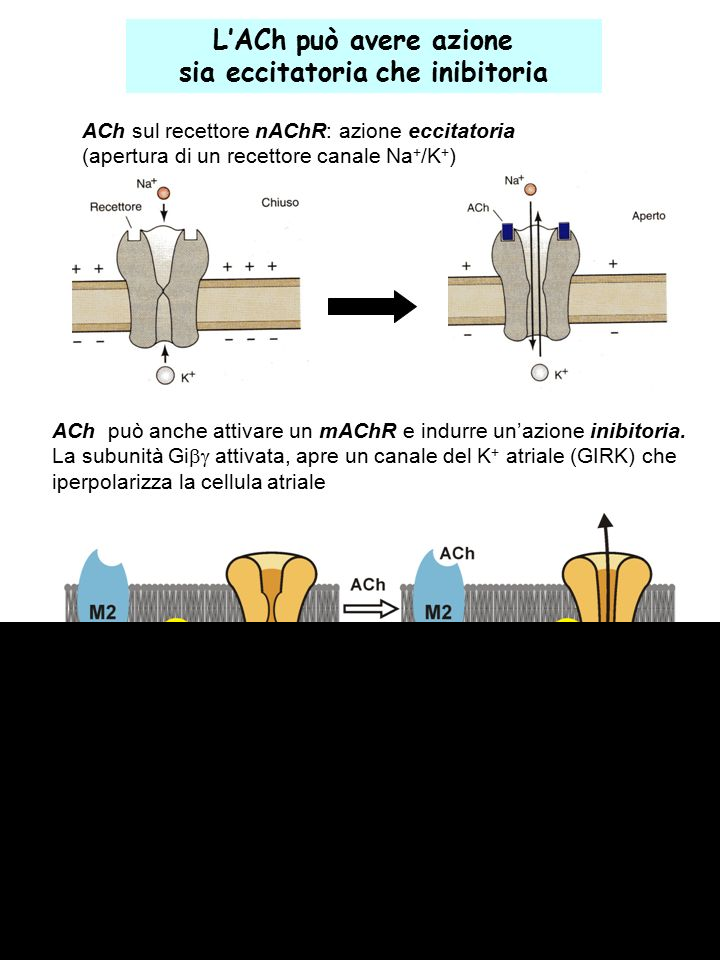 L’ACh può avere azione
sia eccitatoria che inibitoria
ACh sul recettore nAChR: azione eccitatoria
(apertura di un recettore canale Na⁺/K⁺)
Na⁺
Recettore
Chiuso
+ +
+ + +
– –
– – –
K⁺
Na⁺
ACh
Aperto
+
+
–
–
K⁺
ACh può anche attivare un mAChR e indurre un’azione inibitoria.
La subunità Giβγ attivata, apre un canale del K⁺ atriale (GIRK) che
iperpolarizza la cellula atriale
M2
ACh
ACh
M2